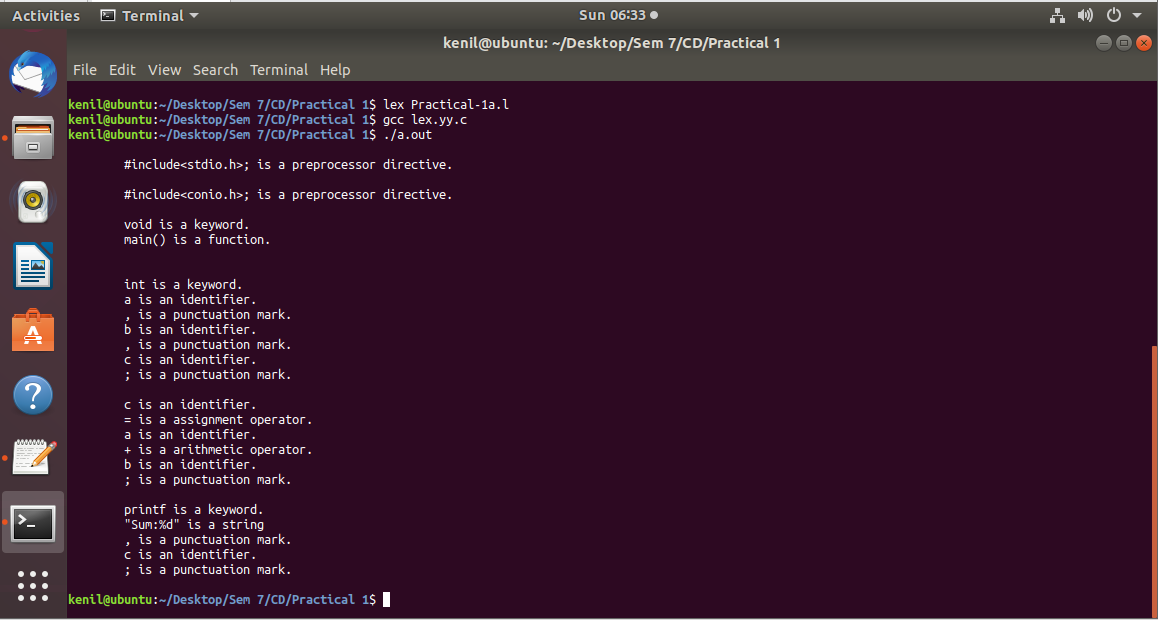 Activities Terminal Sun 06:33
kenil@ubuntu: ~/Desktop/Sem 7/CD/Practical 1
File Edit View Search Terminal Help
kenil@ubuntu:~/Desktop/Sem 7/CD/Practical 1$ lex Practical-1a.l
kenil@ubuntu:~/Desktop/Sem 7/CD/Practical 1$ gcc lex.yy.c
kenil@ubuntu:~/Desktop/Sem 7/CD/Practical 1$ ./a.out
#include<stdio.h>; is a preprocessor directive.
#include<conio.h>; is a preprocessor directive.
void is a keyword.
main() is a function.
int is a keyword.
a is an identifier.
, is a punctuation mark.
b is an identifier.
, is a punctuation mark.
c is an identifier.
; is a punctuation mark.
c is an identifier.
= is a assignment operator.
a is an identifier.
+ is a arithmetic operator.
b is an identifier.
; is a punctuation mark.
printf is a keyword.
"Sum:%d" is a string
, is a punctuation mark.
c is an identifier.
; is a punctuation mark.
kenil@ubuntu:~/Desktop/Sem 7/CD/Practical 1$